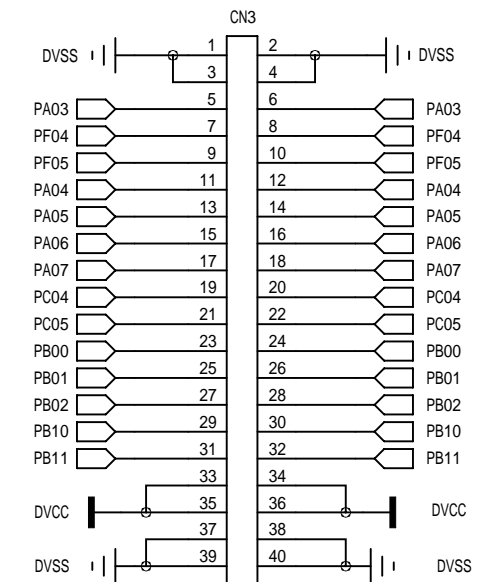 CN3
DVSS 1 2 DVSS
3 4
PA03 5 6 PA03
PF04 7 8 PF04
PF05 9 10 PF05
PA04 11 12 PA04
PA05 13 14 PA05
PA06 15 16 PA06
PA07 17 18 PA07
PC04 19 20 PC04
PC05 21 22 PC05
PB00 23 24 PB00
PB01 25 26 PB01
PB02 27 28 PB02
PB10 29 30 PB10
PB11 31 32 PB11
33 34
DVCC 35 36 DVCC
37 38
DVSS 39 40 DVSS